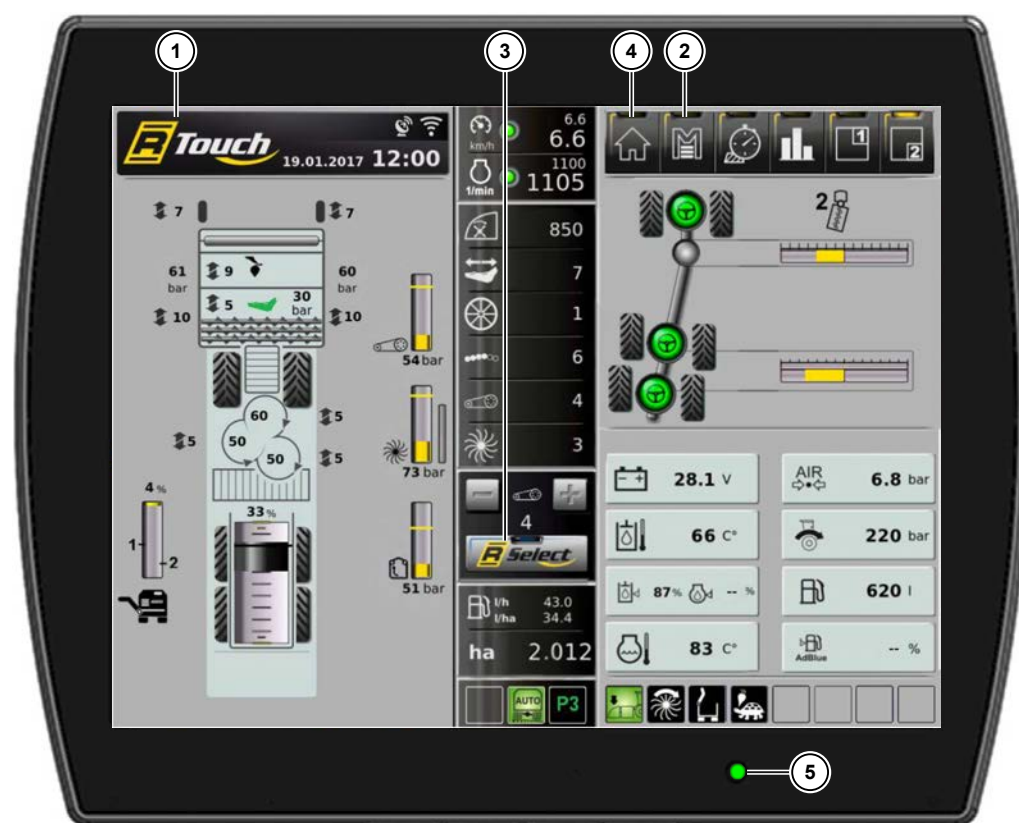 1
3
4
2
R Touch
19.01.2017 12:00
7
7
61
bar
9
60
bar
5
30
bar
10
10
54 bar
60
5
5
50
50
5
73 bar
4 %
33 %
1
2
51 bar
km/h
6.6
6.6
1/min
1100
1105
850
7
1
6
4
3
4
R Select
l/h 43.0
l/ha 34.4
ha 2.012
AUTO
P3
1
2
2
28.1 V
AIR
6.8 bar
66 C°
220 bar
87 % -- %
620 l
83 C°
AdBlue
-- %
5